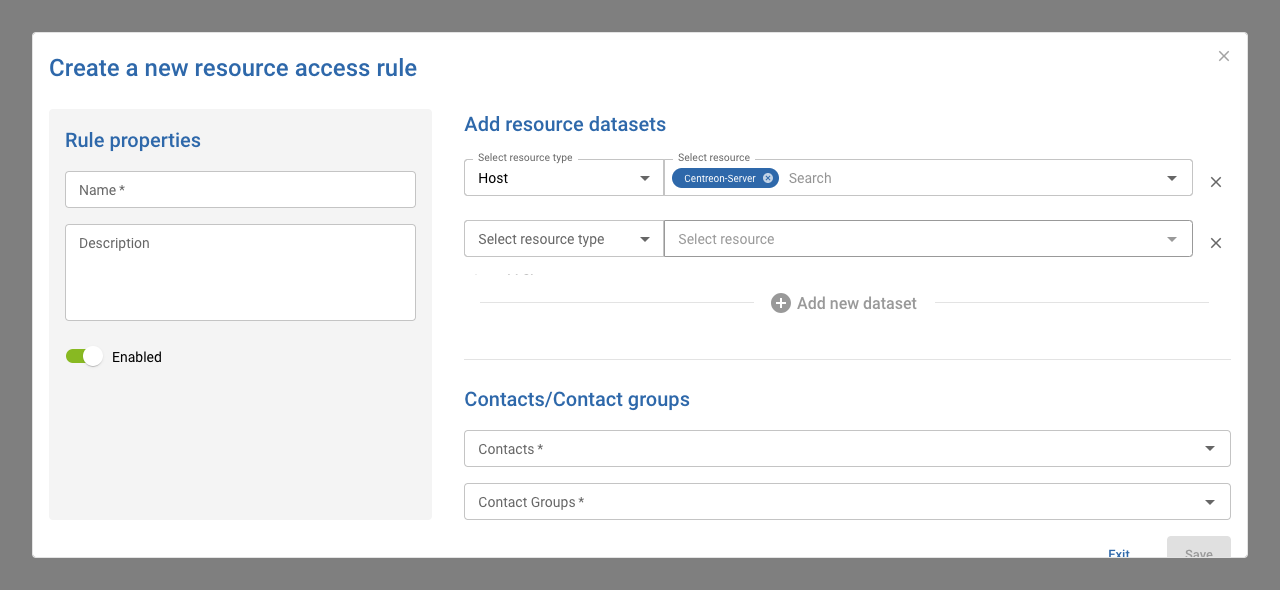 Create a new resource access rule
Rule properties
Name *
Description
Enabled
Add resource datasets
Select resource type
Host
Select resource
Centreon-Server
Search
Select resource type
Select resource
Add new dataset
Contacts/Contact groups
Contacts *
Contact Groups *
Exit
Save